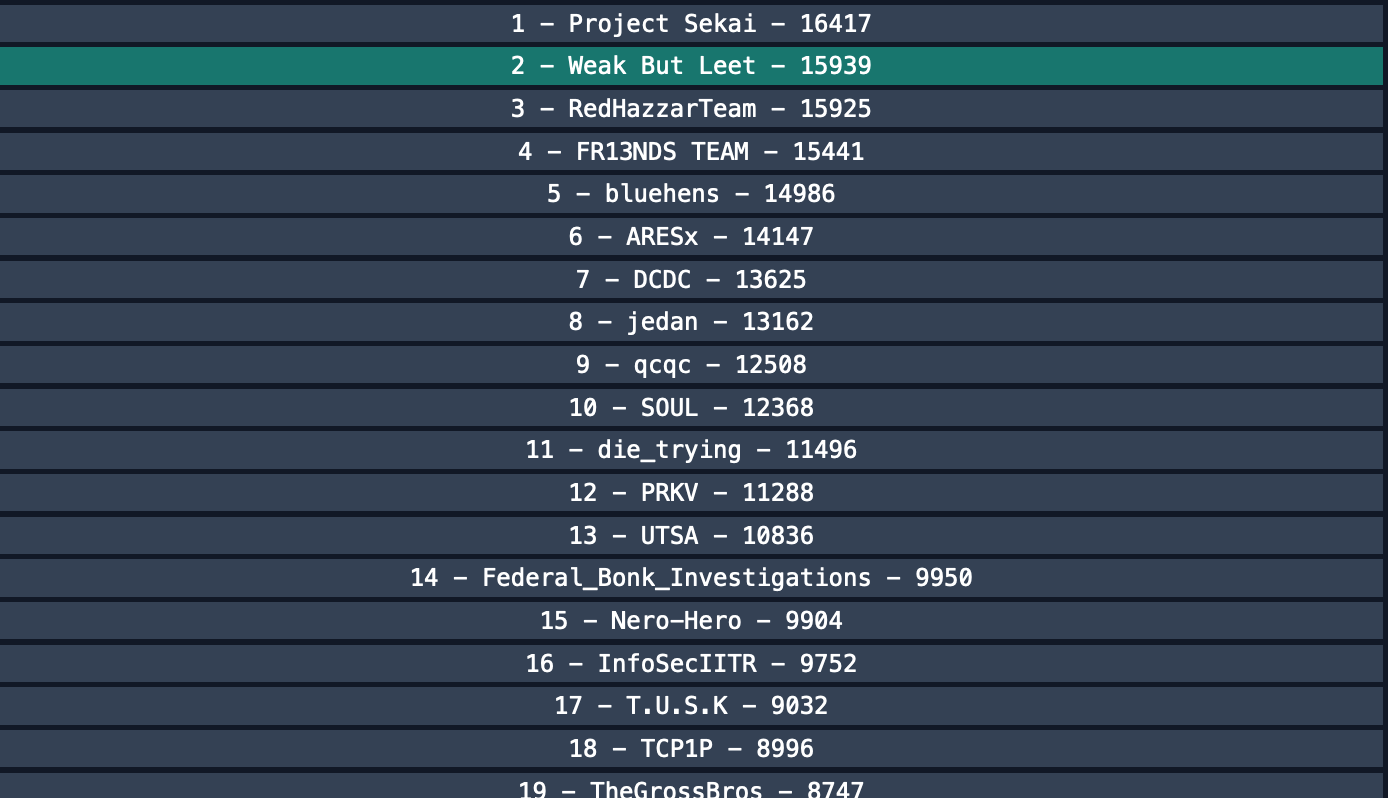 1 – Project Sekai – 16417
2 – Weak But Leet – 15939
3 – RedHazzarTeam – 15925
4 – FR13NDS TEAM – 15441
5 – bluehens – 14986
6 – ARESx – 14147
7 – DCDC – 13625
8 – jedan – 13162
9 – qcqc – 12508
10 – SOUL – 12368
11 – die_trying – 11496
12 – PRKV – 11288
13 – UTSA – 10836
14 – Federal_Bonk_Investigations – 9950
15 – Nero–Hero – 9904
16 – InfoSecIITR – 9752
17 – T.U.S.K – 9032
18 – TCP1P – 8996
19 – TheGrossBros – 8747